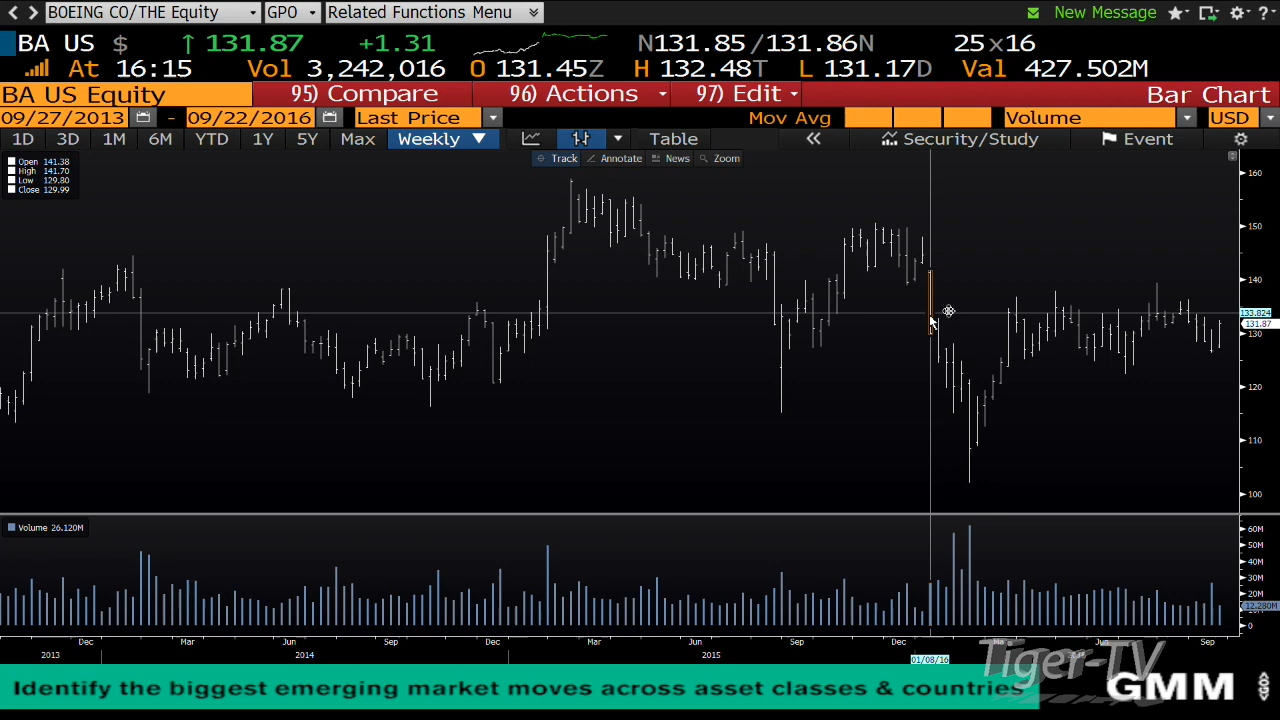 BOEING CO/THE Equity GPO Related Functions Menu New Message
BA US $ ↑ 131.87 +1.31 N131.85/131.86N 25x16
At 16:15 Vol 3,242,016 O 131.45Z H 132.48T L 131.17D Val 427.502M
BA US Equity 95) Compare 96) Actions 97) Edit Bar Chart
09/27/2013 - 09/22/2016 Last Price Mov Avg Volume USD
1D 3D 1M 6M YTD 1Y 5Y Max Weekly ▼ Table « Security/Study Event
Track Annotate News Zoom
Open 141.38
High 141.70
Low 129.80
Close 129.99
160
150
140
133.824
131.87
130
120
110
100
Volume 26.120M
60M
50M
40M
30M
20M
12.280M
0
Dec Mar Jun Sep Dec Mar Jun Sep Dec Jun Sep
2013 2014 2015 01/08/16
Tiger-TV
Identify the biggest emerging market moves across asset classes & countries
GMM